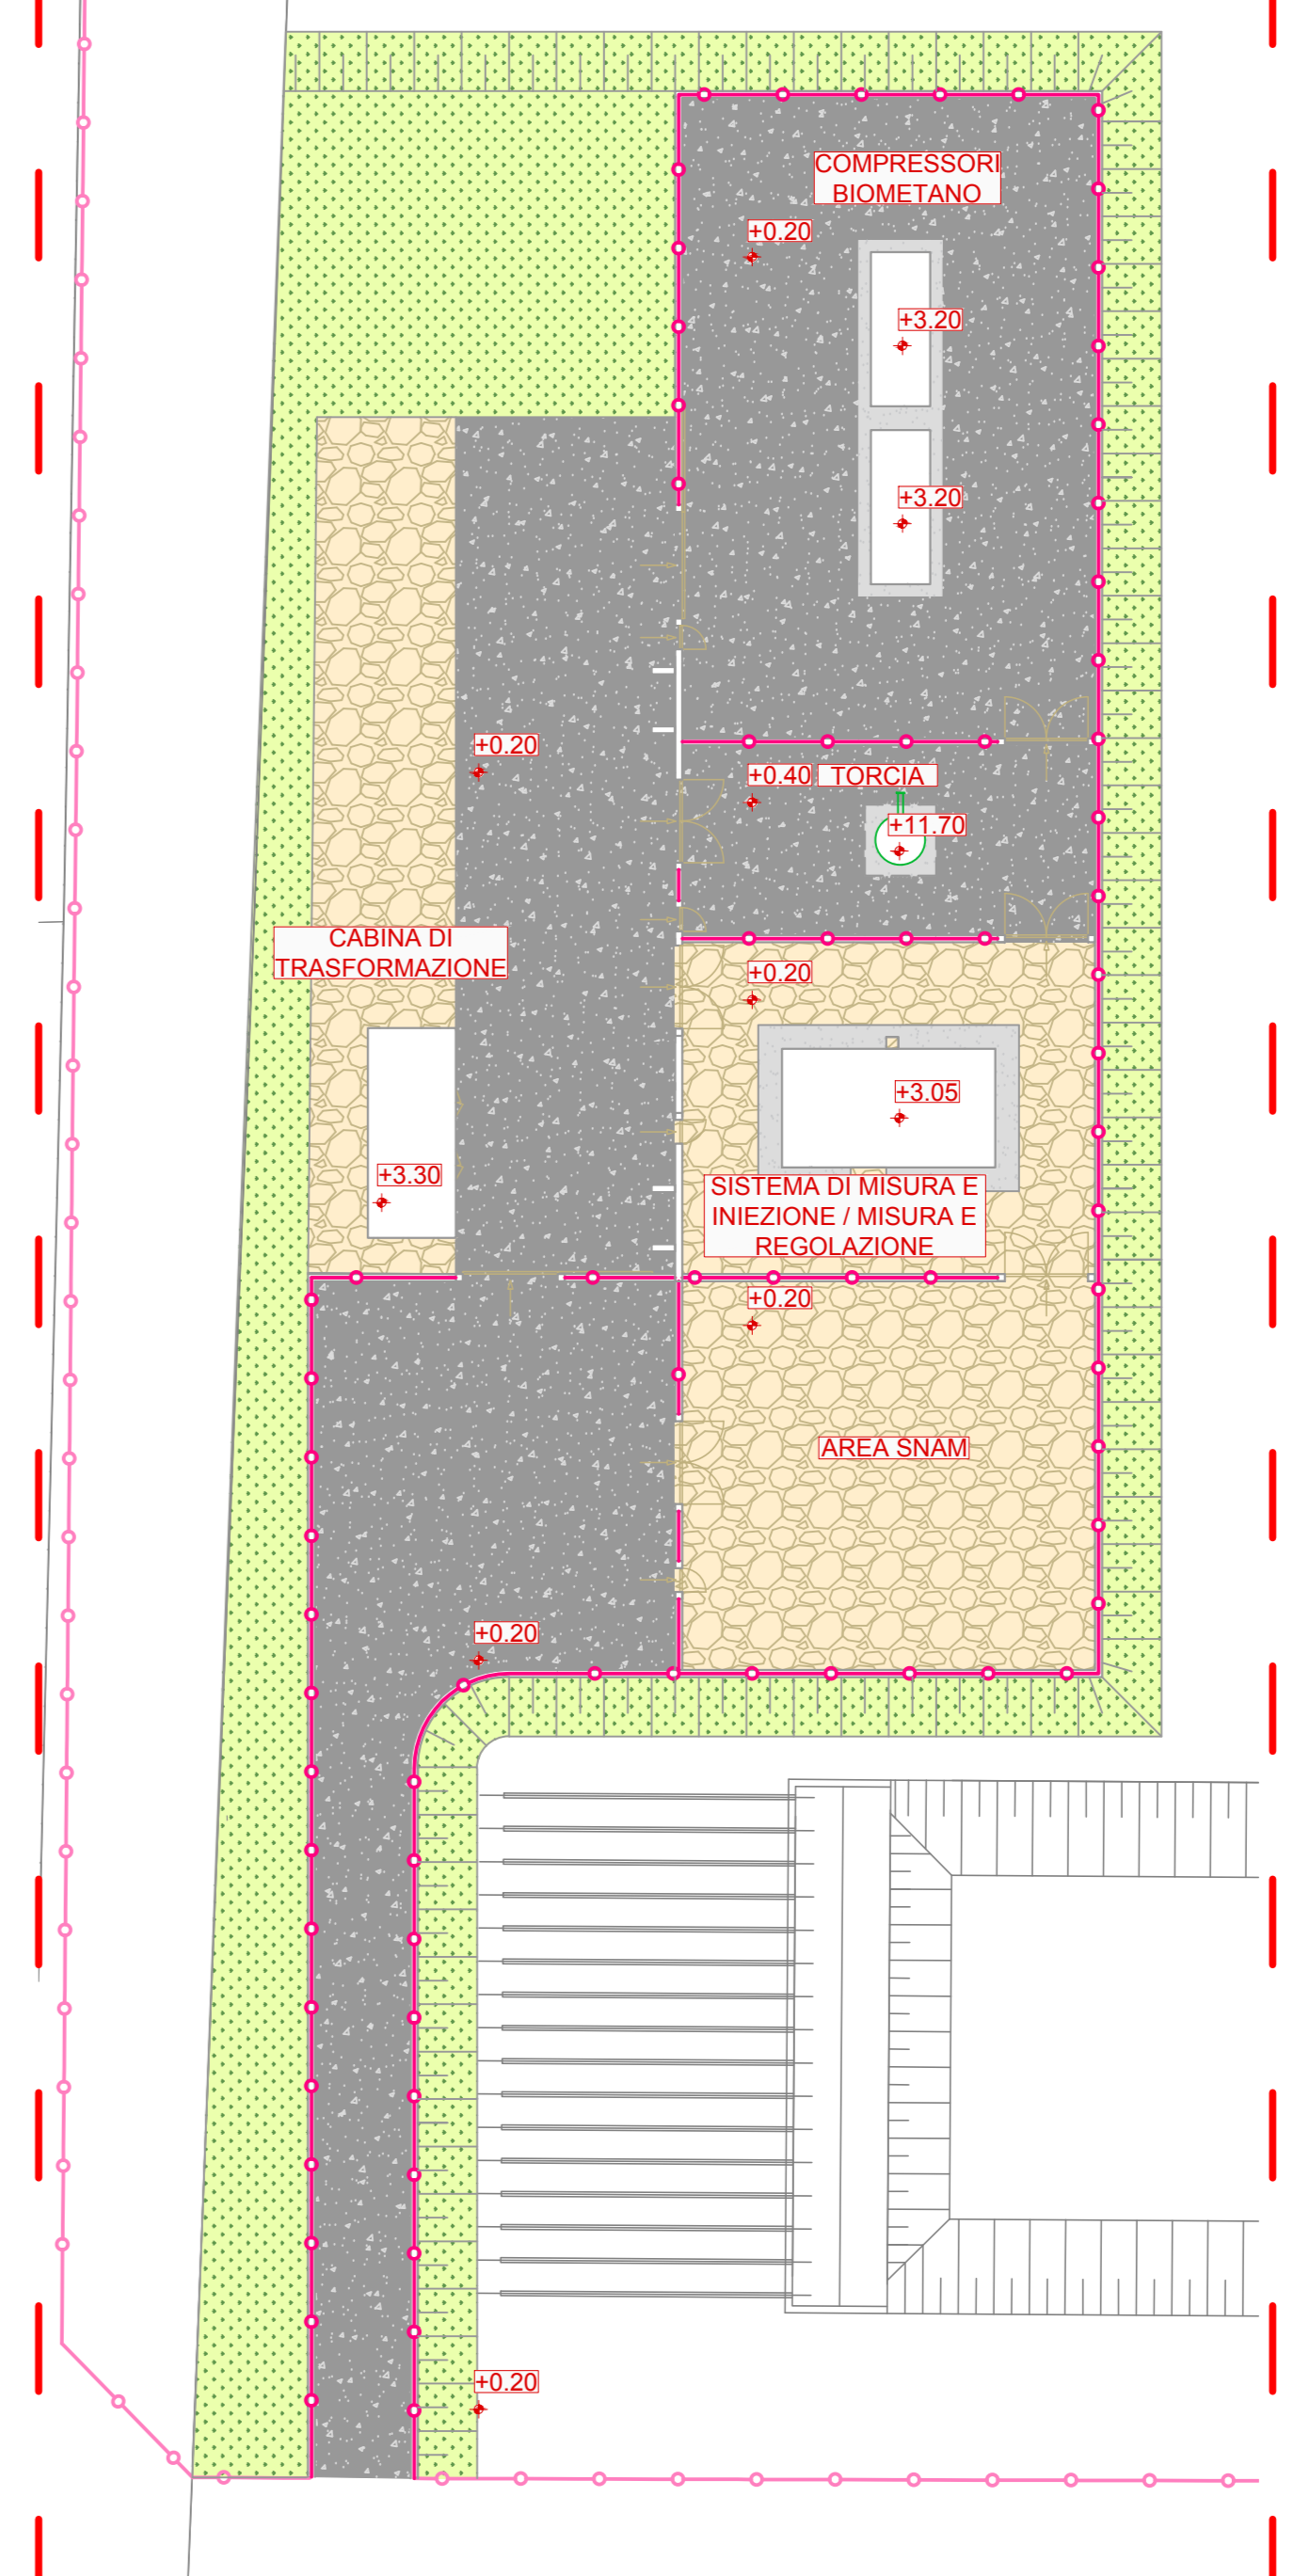 COMPRESSORI
BIOMETANO
+0.20
+3.20
+3.20
+0.20
+0.40
TORCIA
+11.70
CABINA DI
TRASFORMAZIONE
+0.20
+3.05
+3.30
SISTEMA DI MISURA E
INIEZIONE / MISURA E
REGOLAZIONE
+0.20
AREA SNAM
+0.20
+0.20